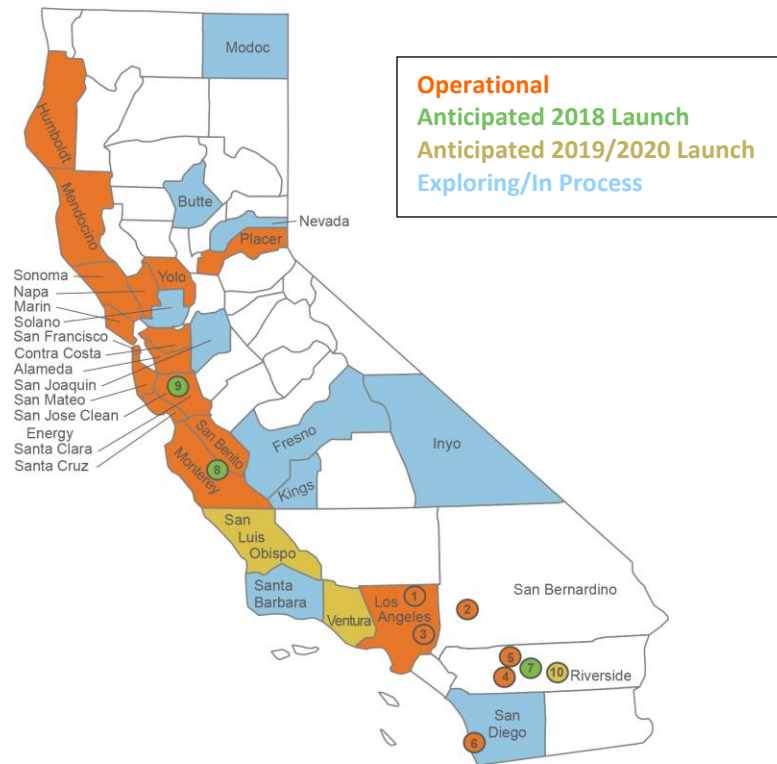 Modoc
Operational
Anticipated 2018 Launch
Anticipated 2019/2020 Launch
Exploring/In Process
Humboldt
Butte
Mendocino
Nevada
Placer
Sonoma
Yolo
Napa
Marin
Solano
San Francisco
Contra Costa
Alameda
San Joaquin
San Mateo
9
San Jose Clean
Energy
Santa Clara
Santa Cruz
San Benito
8
Monterey
Fresno
Kings
Inyo
San
Luis
Obispo
Santa
Barbara
Ventura
Los
Angeles
1
3
2
San Bernardino
5
4
7
10
Riverside
San
Diego
6